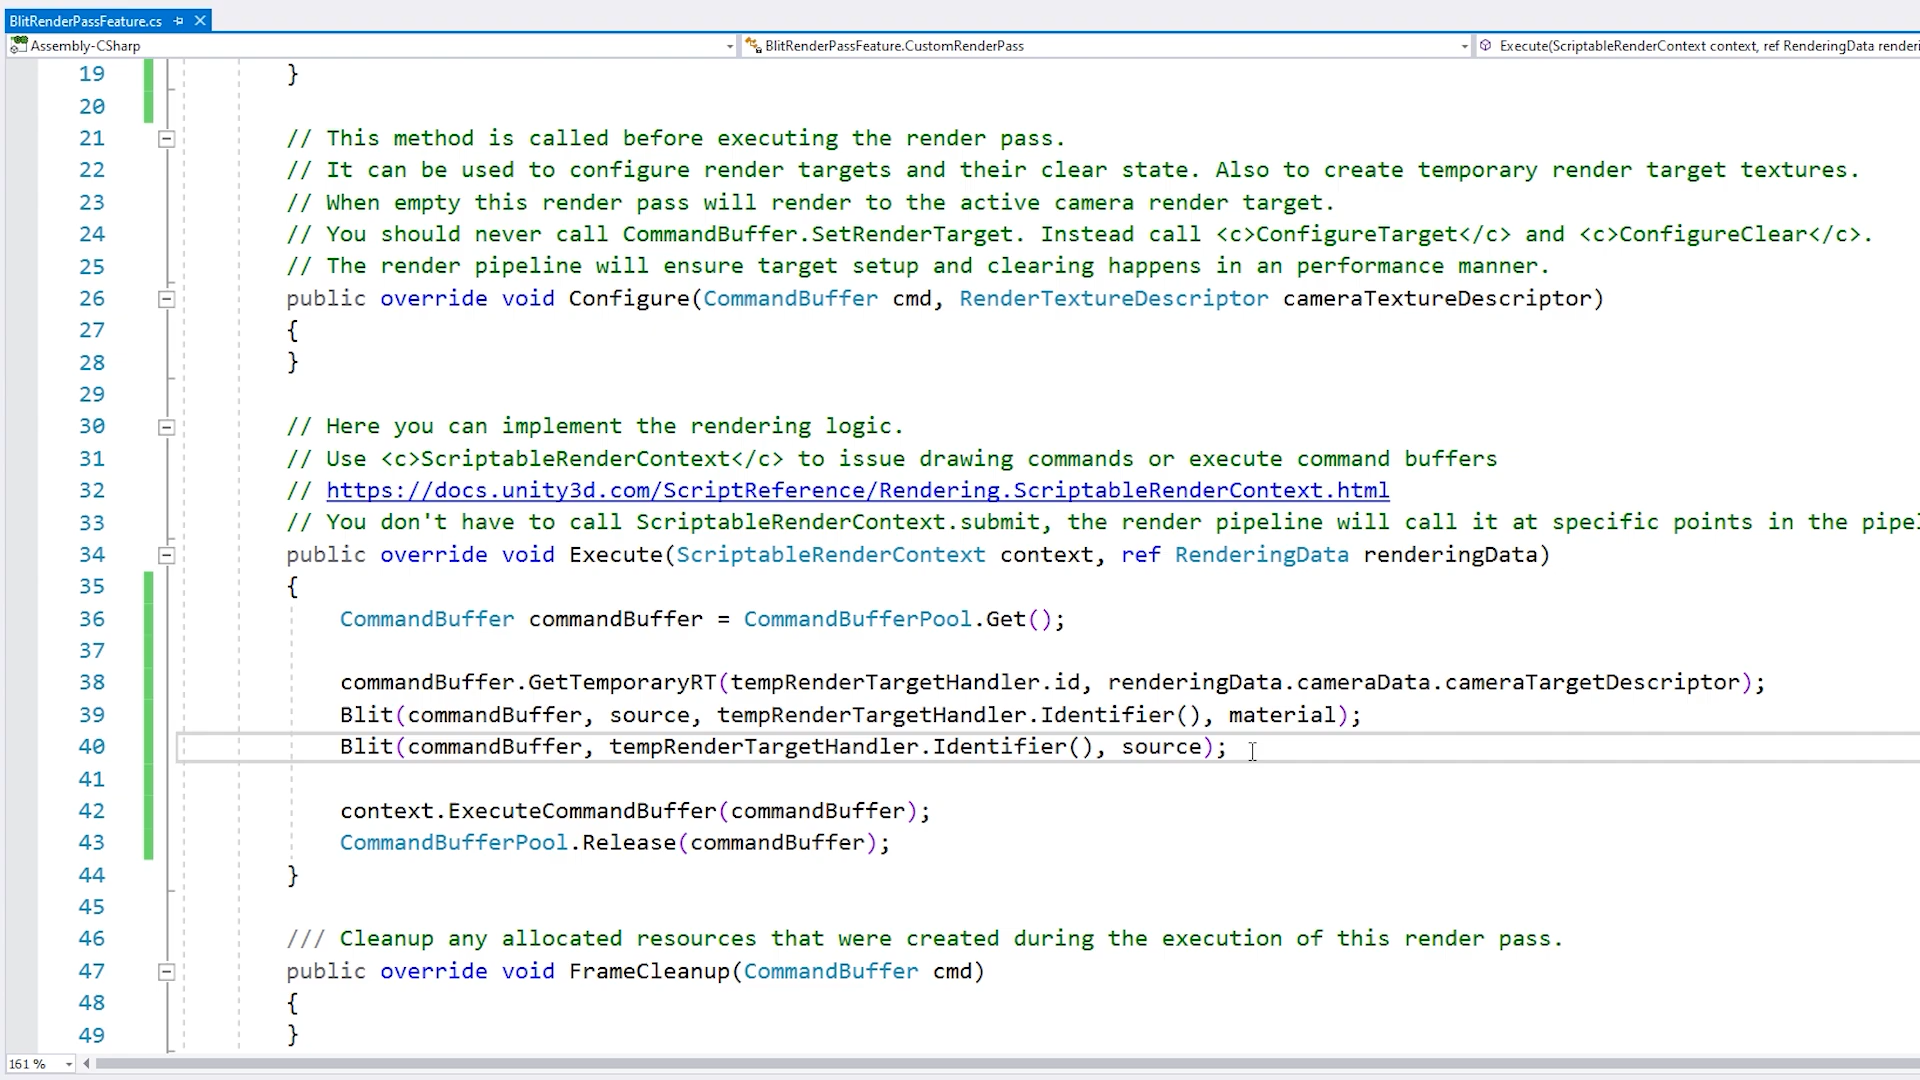 BlitRenderPassFeature.cs
Assembly-CSharp
BlitRenderPassFeature.CustomRenderPass
Execute(ScriptableRenderContext context, ref RenderingData renderi
19 }
20
21 // This method is called before executing the render pass.
22 // It can be used to configure render targets and their clear state. Also to create temporary render target textures.
23 // When empty this render pass will render to the active camera render target.
24 // You should never call CommandBuffer.SetRenderTarget. Instead call <c>ConfigureTarget</c> and <c>ConfigureClear</c>.
25 // The render pipeline will ensure target setup and clearing happens in an performance manner.
26 public override void Configure(CommandBuffer cmd, RenderTextureDescriptor cameraTextureDescriptor)
27 {
28 }
29
30 // Here you can implement the rendering logic.
31 // Use <c>ScriptableRenderContext</c> to issue drawing commands or execute command buffers
32 // https://docs.unity3d.com/ScriptReference/Rendering.ScriptableRenderContext.html
33 // You don't have to call ScriptableRenderContext.submit, the render pipeline will call it at specific points in the pipel
34 public override void Execute(ScriptableRenderContext context, ref RenderingData renderingData)
35 {
36 CommandBuffer commandBuffer = CommandBufferPool.Get();
37
38 commandBuffer.GetTemporaryRT(tempRenderTargetHandler.id, renderingData.cameraData.cameraTargetDescriptor);
39 Blit(commandBuffer, source, tempRenderTargetHandler.Identifier(), material);
40 Blit(commandBuffer, tempRenderTargetHandler.Identifier(), source);
41
42 context.ExecuteCommandBuffer(commandBuffer);
43 CommandBufferPool.Release(commandBuffer);
44 }
45
46 /// Cleanup any allocated resources that were created during the execution of this render pass.
47 public override void FrameCleanup(CommandBuffer cmd)
48 {
49 }
161 %